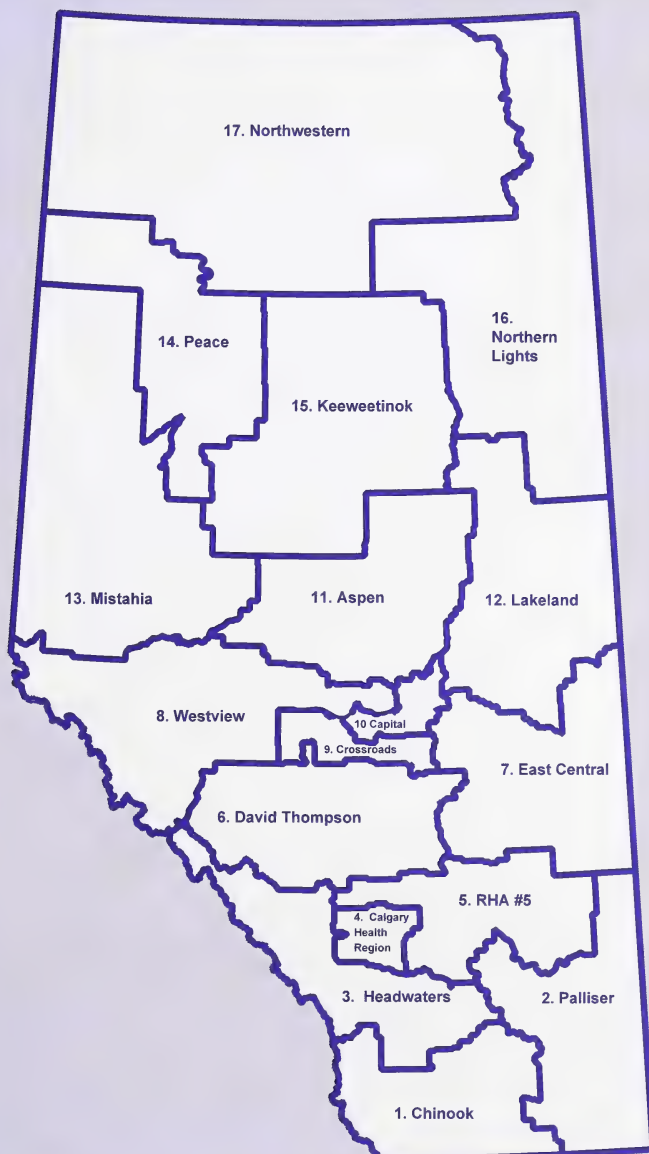 17. Northwestern
16.
Northern
Lights
14. Peace
15. Keeweetinok
13. Mistahia
11. Aspen
12. Lakeland
8. Westview
10 Capital
9. Crossroads
7. East Central
6. David Thompson
5. RHA #5
4. Calgary
Health
Region
3. Headwaters
2. Palliser
1. Chinook